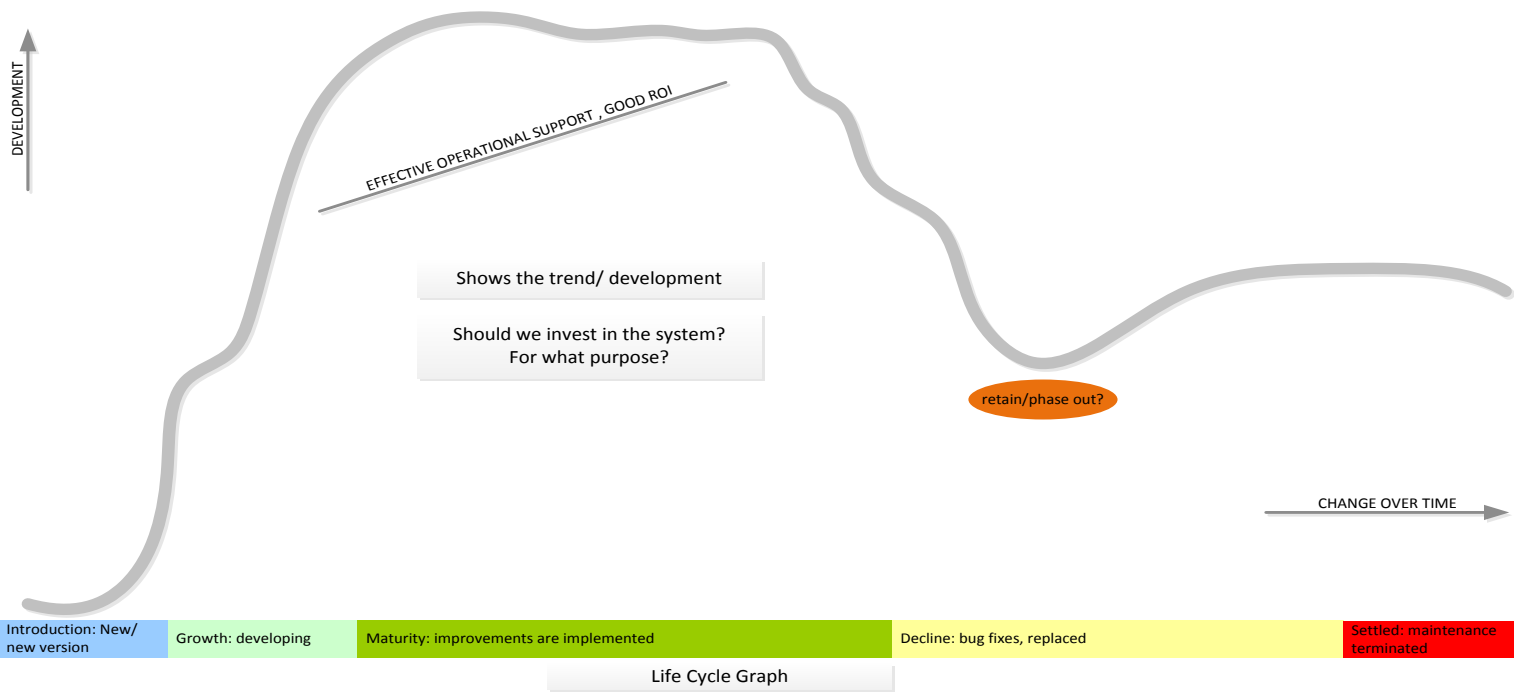 DEVELOPMENT
EFFECTIVE OPERATIONAL SUPPORT , GOOD ROI
Shows the trend/ development
Should we invest in the system?
For what purpose?
retain/phase out?
CHANGE OVER TIME
Introduction: New/
new version
Growth: developing
Maturity: improvements are implemented
Decline: bug fixes, replaced
Settled: maintenance
terminated
Life Cycle Graph